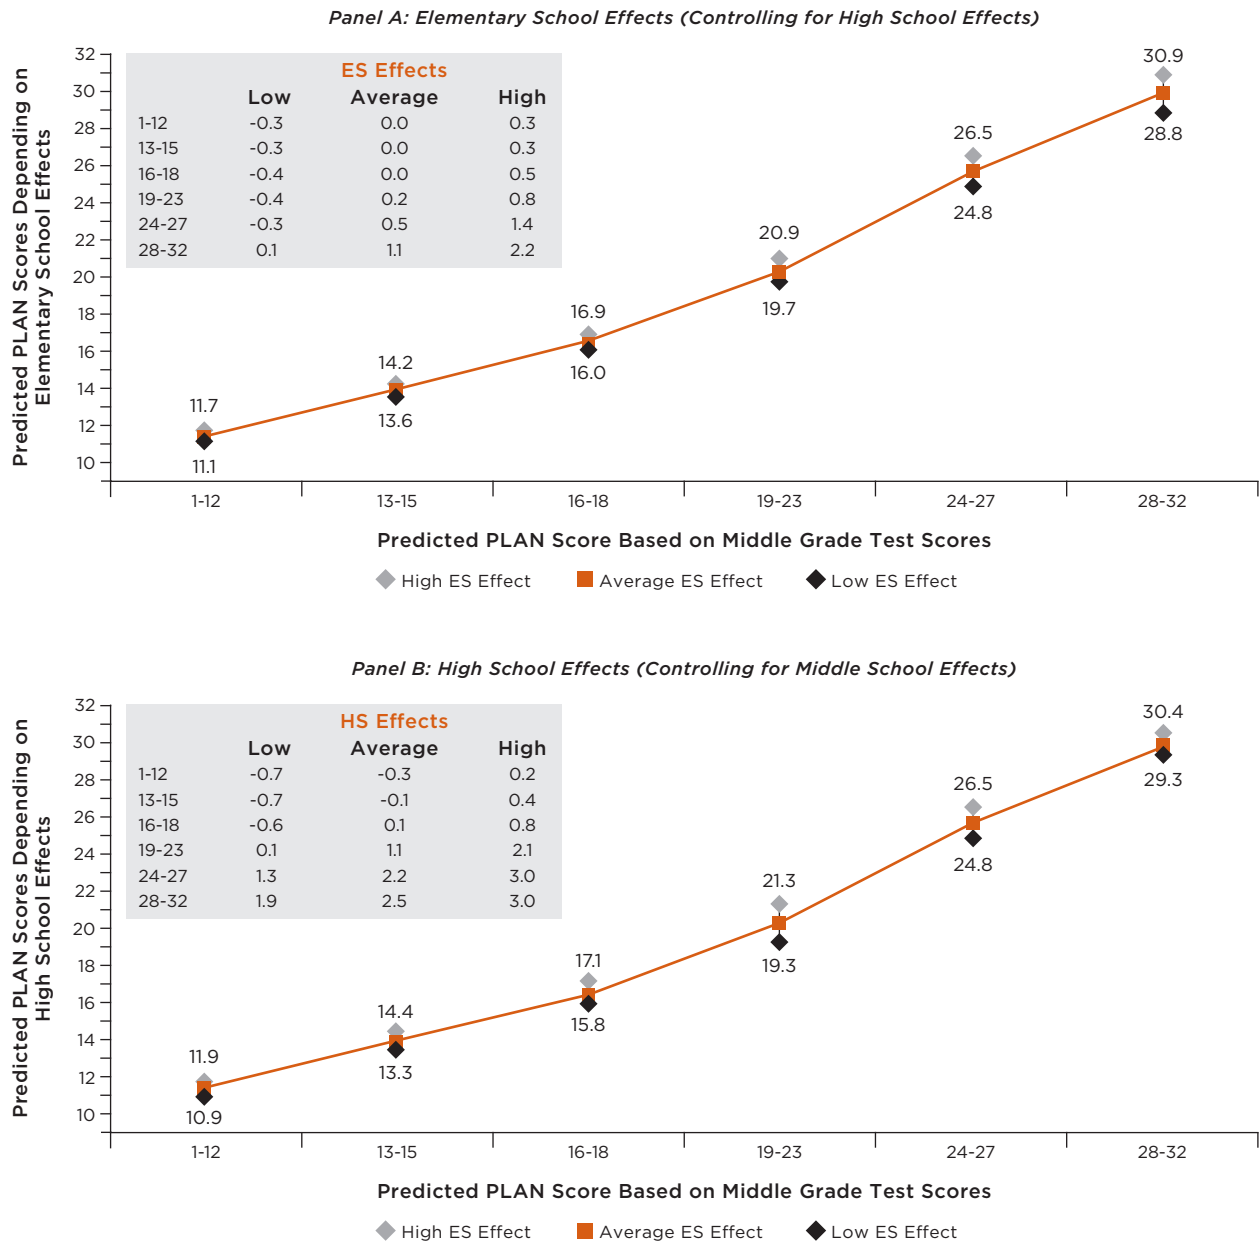 Panel A: Elementary School Effects (Controlling for High School Effects)
Predicted PLAN Scores Depending on
Elementary School Effects
32
30
28
26
24
22
20
18
16
14
12
10
ES Effects
Low Average High
1-12 -0.3 0.0 0.3
13-15 -0.3 0.0 0.3
16-18 -0.4 0.0 0.5
19-23 -0.4 0.2 0.8
24-27 -0.3 0.5 1.4
28-32 0.1 1.1 2.2
11.7
11.1
14.2
13.6
16.9
16.0
20.9
19.7
26.5
24.8
30.9
28.8
1-12 13-15 16-18 19-23 24-27 28-32
Predicted PLAN Score Based on Middle Grade Test Scores
High ES Effect Average ES Effect Low ES Effect
Panel B: High School Effects (Controlling for Middle School Effects)
Predicted PLAN Scores Depending on
High School Effects
32
30
28
26
24
22
20
18
16
14
12
10
HS Effects
Low Average High
1-12 -0.7 -0.3 0.2
13-15 -0.7 -0.1 0.4
16-18 -0.6 0.1 0.8
19-23 0.1 1.1 2.1
24-27 1.3 2.2 3.0
28-32 1.9 2.5 3.0
11.9
10.9
14.4
13.3
17.1
15.8
21.3
19.3
26.5
24.8
30.4
29.3
1-12 13-15 16-18 19-23 24-27 28-32
Predicted PLAN Score Based on Middle Grade Test Scores
High ES Effect Average ES Effect Low ES Effect